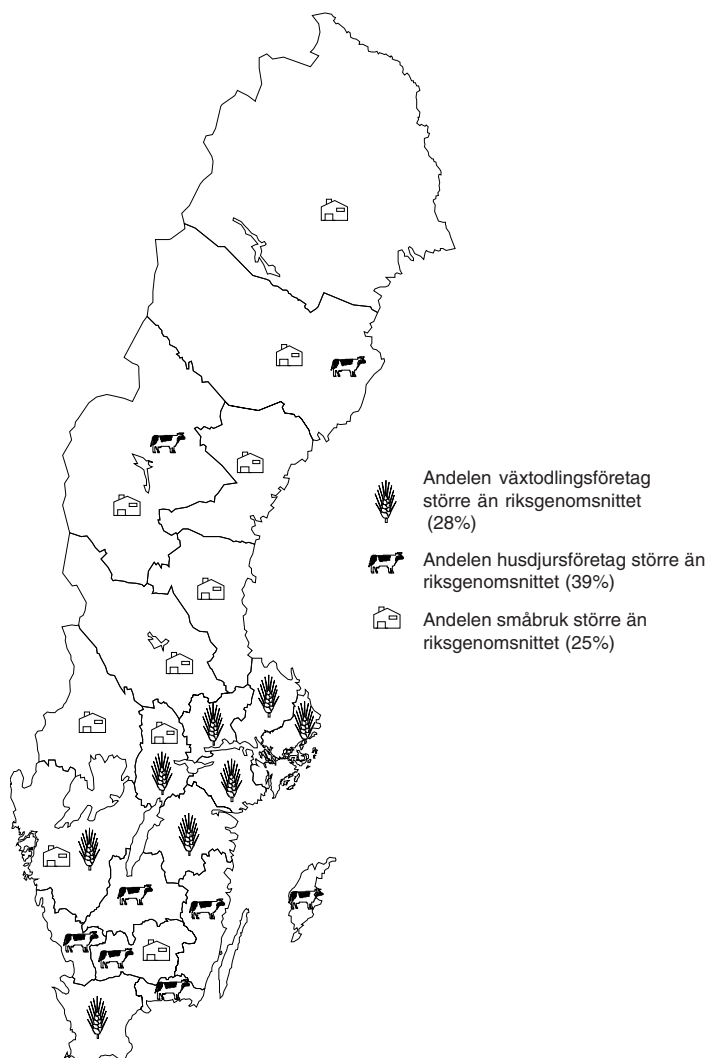 Andelen växtodlingsföretag
större än riksgenomsnittet
(28%)
Andelen husdjursföretag större än
riksgenomsnittet (39%)
Andelen småbruk större än
riksgenomsnittet (25%)